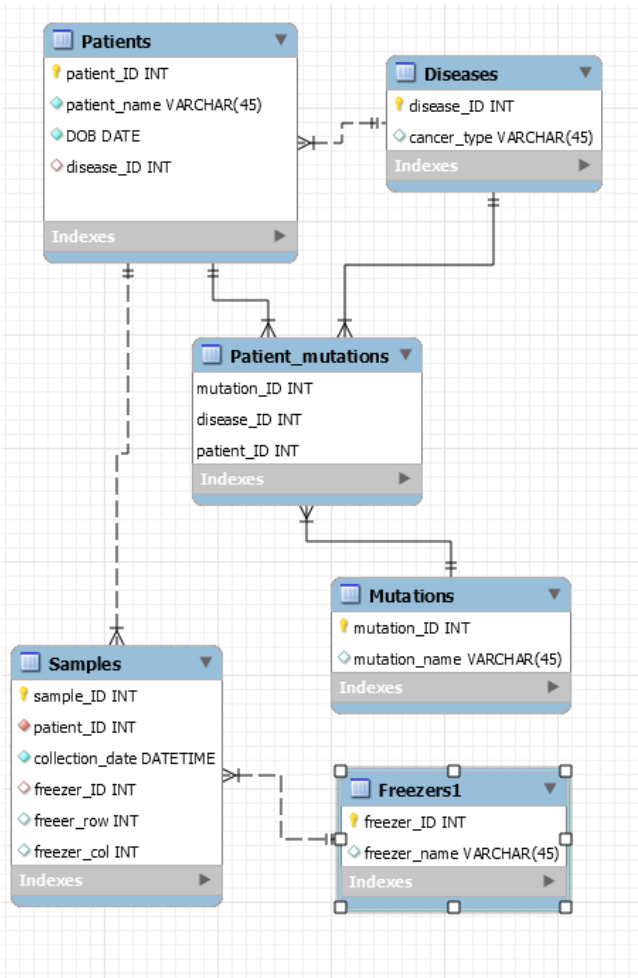 Patients
patient_ID INT
patient_name VARCHAR(45)
DOB DATE
disease_ID INT
Indexes
Diseases
disease_ID INT
cancer_type VARCHAR(45)
Indexes
Patient_mutations
mutation_ID INT
disease_ID INT
patient_ID INT
Indexes
Mutations
mutation_ID INT
mutation_name VARCHAR(45)
Indexes
Samples
sample_ID INT
patient_ID INT
collection_date DATETIME
freezer_ID INT
freeer_row INT
freezer_col INT
Indexes
Freezers1
freezer_ID INT
freezer_name VARCHAR(45)
Indexes